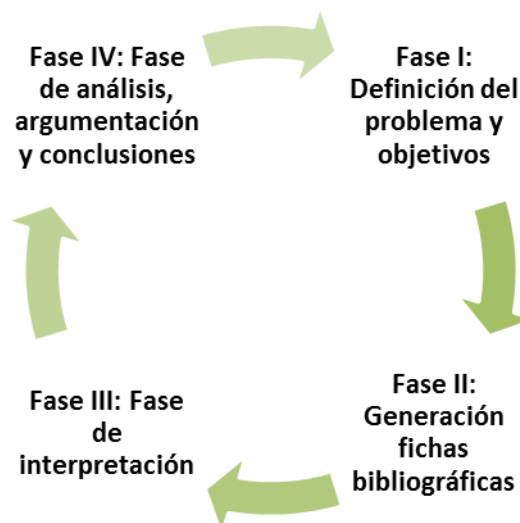 Fase IV: Fase
de análisis,
argumentación
y conclusiones
Fase I:
Definición del
problema y
objetivos
Fase II:
Generación
fichas
bibliográficas
Fase III: Fase
de
interpretación